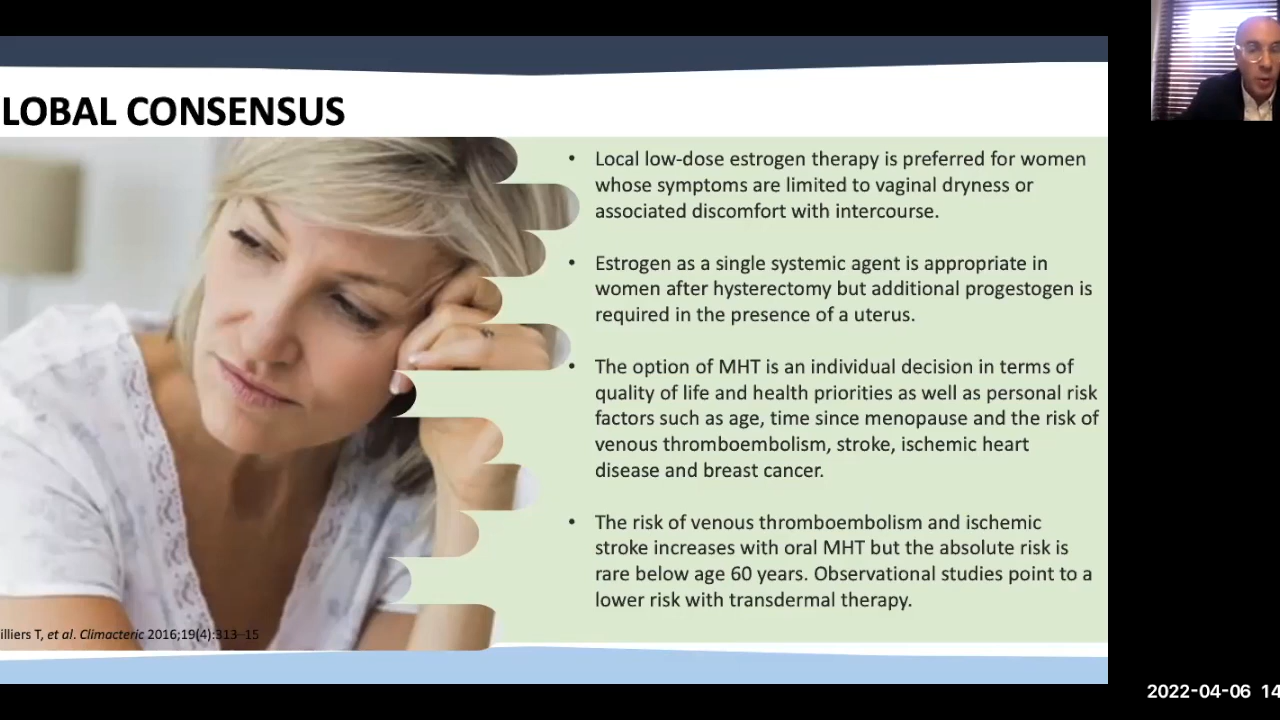 LOBAL CONSENSUS
• Local low-dose estrogen therapy is preferred for women
whose symptoms are limited to vaginal dryness or
associated discomfort with intercourse.
• Estrogen as a single systemic agent is appropriate in
women after hysterectomy but additional progestogen is
required in the presence of a uterus.
• The option of MHT is an individual decision in terms of
quality of life and health priorities as well as personal risk
factors such as age, time since menopause and the risk of
venous thromboembolism, stroke, ischemic heart
disease and breast cancer.
• The risk of venous thromboembolism and ischemic
stroke increases with oral MHT but the absolute risk is
rare below age 60 years. Observational studies point to a
lower risk with transdermal therapy.
illiers T, et al. Climacteric 2016;19(4):313–15
2022-04-06 14